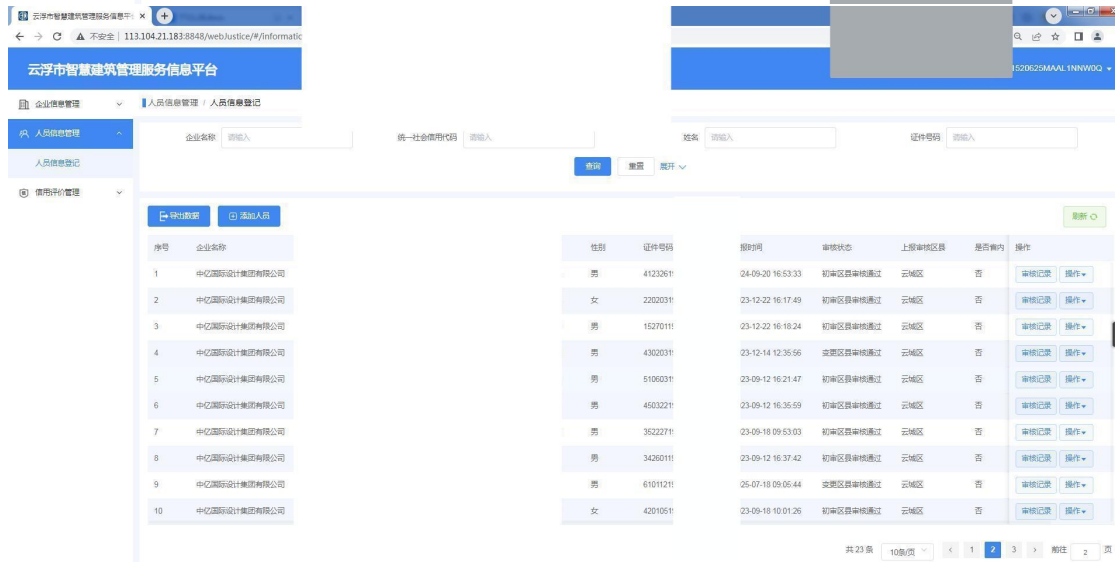 云浮市智慧建筑管理服务信息平台
不安全 | 113.104.21.183:8848/webJustice/#/informatic
云浮市智慧建筑管理服务信息平台 1520625MAAL1NNW0Q
企业信息管理 人员信息管理 / 人员信息登记
人员信息管理 企业名称 请输入 统一社会信用代码 请输入 姓名 请输入 证件号码 请输入
人员信息登记 查询 重置 展开
信用评价管理
导出数据 添加人员 刷新
序号 企业名称 性别 证件号码 报时间 审核状态 上报审核区县 是否省内 操作
1 中亿国际设计集团有限公司 男 4123261 24-09-20 16:53:33 初审区县审核通过 云城区 否 审核记录 操作
2 中亿国际设计集团有限公司 女 2202031 23-12-22 16:17:49 初审区县审核通过 云城区 否 审核记录 操作
3 中亿国际设计集团有限公司 男 1527011 23-12-22 16:18:24 初审区县审核通过 云城区 否 审核记录 操作
4 中亿国际设计集团有限公司 男 4302031 23-12-14 12:35:56 变更区县审核通过 云城区 否 审核记录 操作
5 中亿国际设计集团有限公司 男 5106031 23-09-12 16:21:47 初审区县审核通过 云城区 否 审核记录 操作
6 中亿国际设计集团有限公司 男 4503221 23-09-12 16:35:59 初审区县审核通过 云城区 否 审核记录 操作
7 中亿国际设计集团有限公司 男 3522271 23-09-18 09:53:03 初审区县审核通过 云城区 否 审核记录 操作
8 中亿国际设计集团有限公司 男 3426011 23-09-12 16:37:42 初审区县审核通过 云城区 否 审核记录 操作
9 中亿国际设计集团有限公司 男 6101121 25-07-18 09:05:44 变更区县审核通过 云城区 否 审核记录 操作
10 中亿国际设计集团有限公司 女 4201051 23-09-18 10:01:26 初审区县审核通过 云城区 否 审核记录 操作
共 23 条 10条/页 1 2 3 前往 2 页